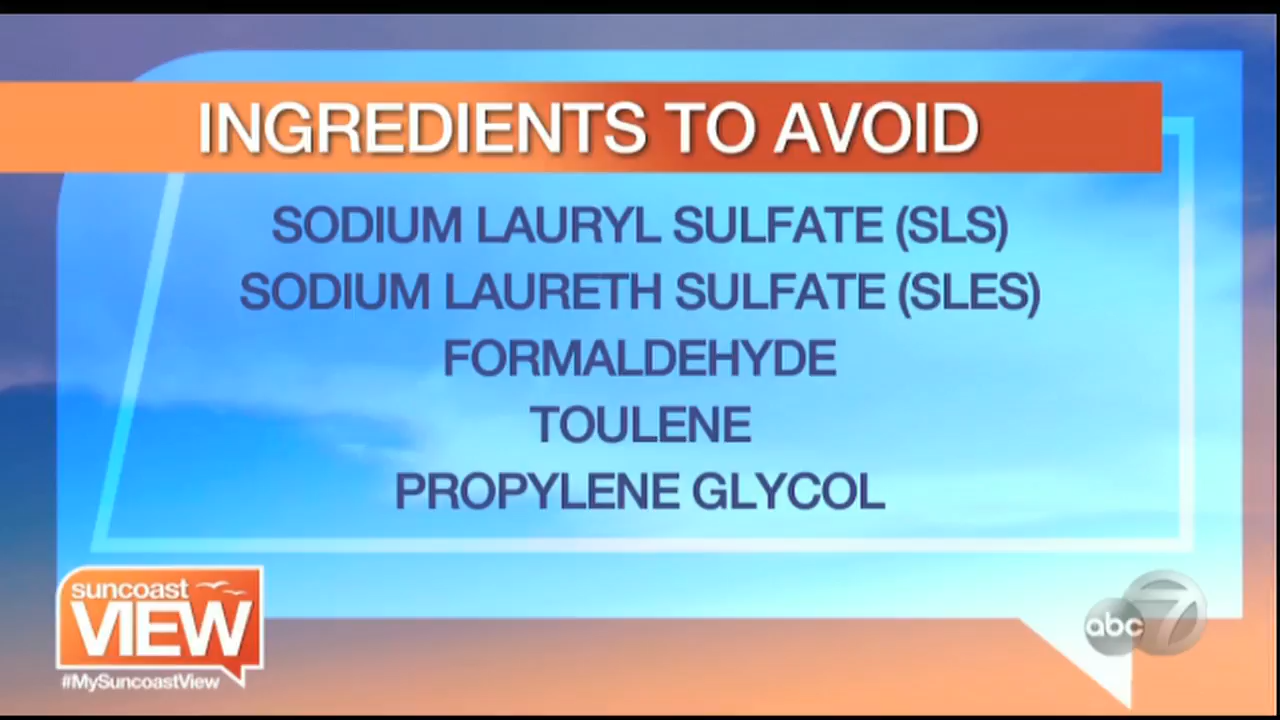 INGREDIENTS TO AVOID
SODIUM LAURYL SULFATE (SLS)
SODIUM LAURETH SULFATE (SLES)
FORMALDEHYDE
TOULENE
PROPYLENE GLYCOL
suncoast
VIEW
#MySuncoastView
abc 7